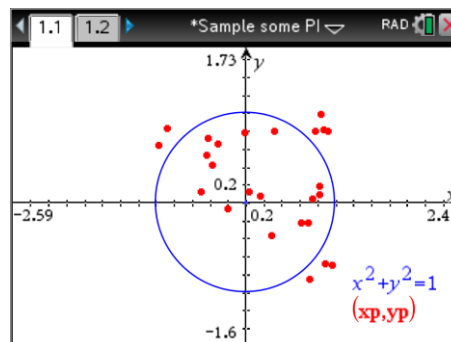 1.1 1.2 *Sample some PI RAD
1.73 y
0.2
-2.59 0.2 2.4
x²+y²=1
(xp,yp)
-1.6